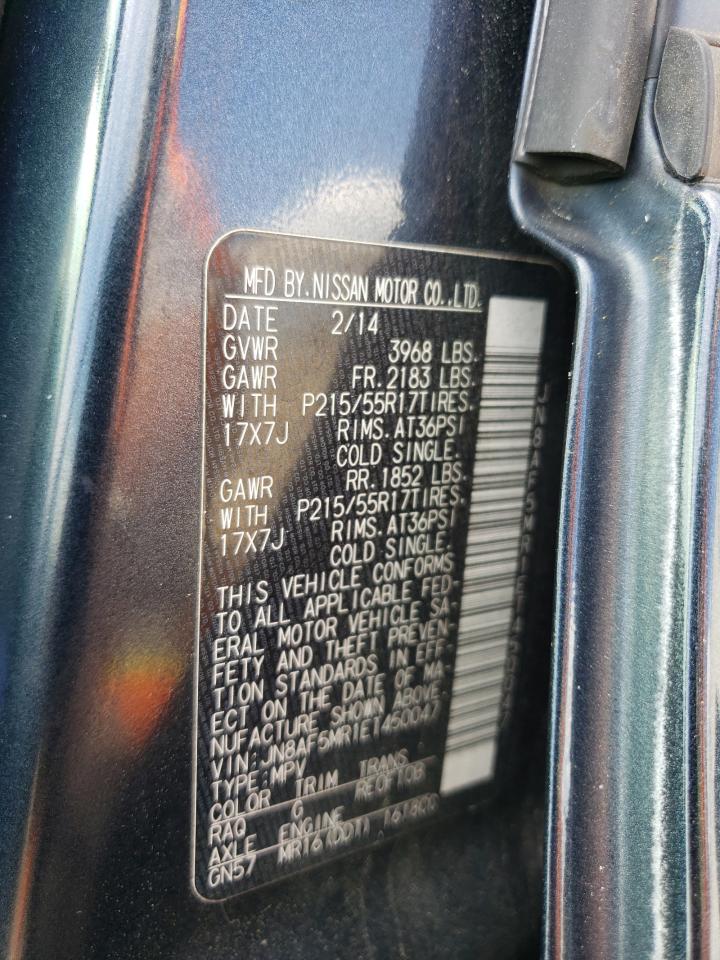 MFD BY.NISSAN MOTOR CO.,LTD.
DATE 2/14
GVWR 3968 LBS.
GAWR FR.2183 LBS.
WITH P215/55R17TIRES.
17X7J RIMS.AT36PSI
COLD SINGLE.
GAWR RR.1852 LBS.
WITH P215/55R17TIRES.
17X7J RIMS.AT36PSI
COLD SINGLE.
THIS VEHICLE CONFORMS
TO ALL APPLICABLE FED-
ERAL MOTOR VEHICLE SA-
FETY AND THEFT PREVEN-
TION STANDARDS IN EFF-
ECT ON THE DATE OF MA-
NUFACTURE SHOWN ABOVE.
VIN:JN8AF5MR1ET450047
TYPE:MPV
COLOR TRIM TRANS
RAQ G RE0F10B
AXLE ENGINE
GN57 MR16(DDT) 1618CC
JN8AF5MR1ET450047